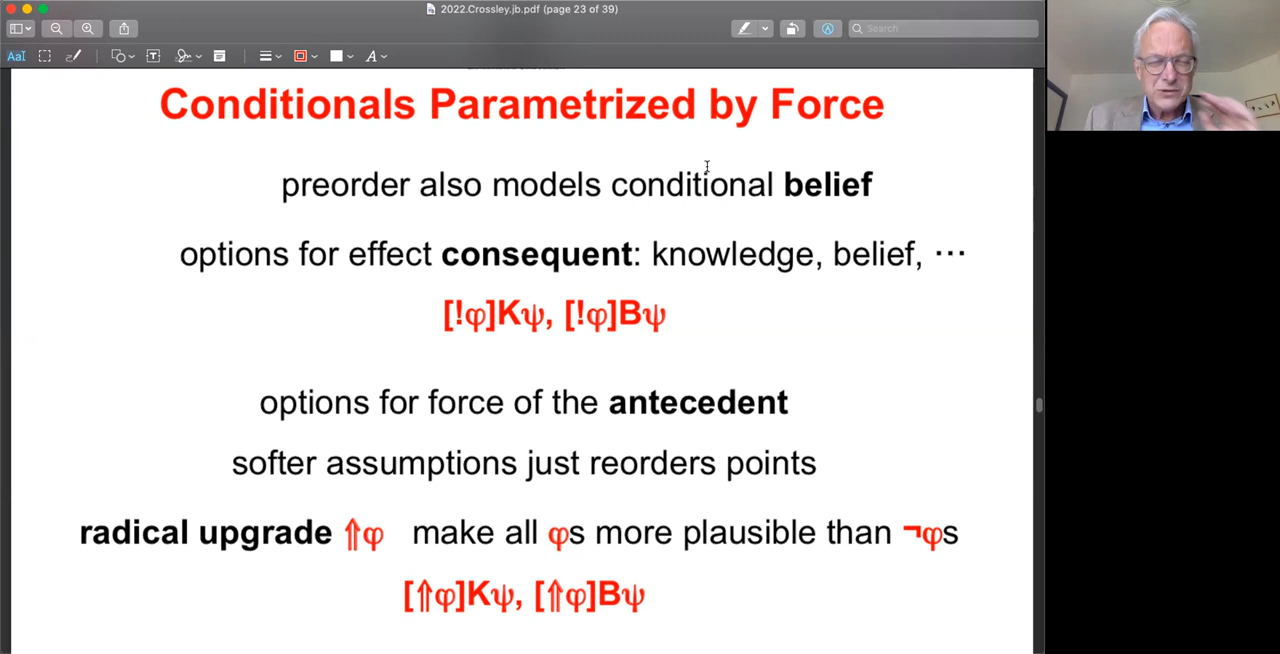 2022.Crossley.jb.pdf (page 23 of 39)
Search
AaI
Conditionals Parametrized by Force
preorder also models conditional belief
options for effect consequent: knowledge, belief, ⋯
[!φ]Kψ, [!φ]Bψ
options for force of the antecedent
softer assumptions just reorders points
radical upgrade ⇑φ make all φs more plausible than ¬φs
[⇑φ]Kψ, [⇑φ]Bψ